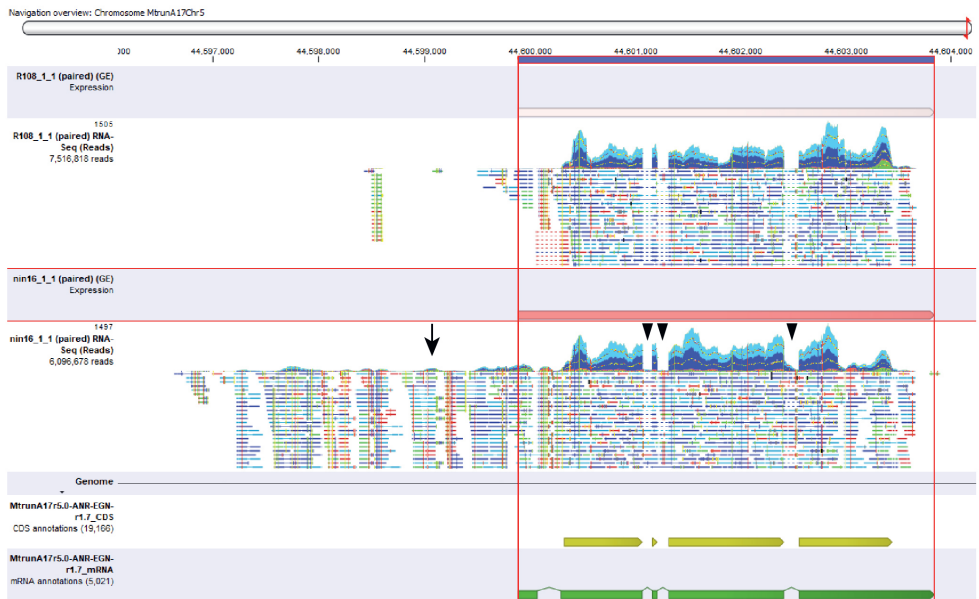 Navigation overview: Chromosome MtrunA17Chr5
000 44,597,000 44,598,000 44,599,000 44,600,000 44,601,000 44,602,000 44,603,000 44,604,000
R108_1_1 (paired) (GE)
Expression
1505
R108_1_1 (paired) RNA-
Seq (Reads)
7,516,818 reads
nin16_1_1 (paired) (GE)
Expression
1497
nin16_1_1 (paired) RNA-
Seq (Reads)
6,096,678 reads
Genome
MtrunA17r5.0-ANR-EGN-
r1.7_CDS
CDS annotations (19,166)
MtrunA17r5.0-ANR-EGN-
r1.7_mRNA
mRNA annotations (5,021)